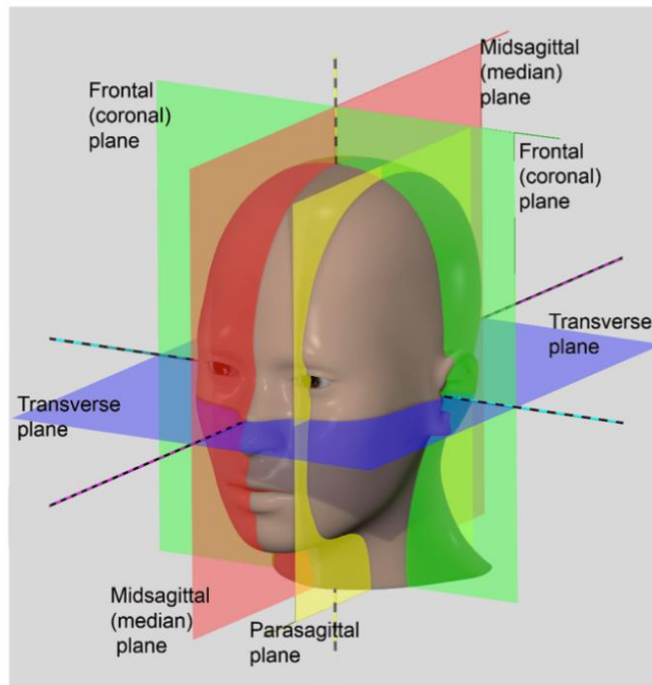 Midsagittal
(median)
plane
Frontal
(coronal)
plane
Frontal
(coronal)
plane
Transverse
plane
Transverse
plane
Midsagittal
(median)
plane
Parasagittal
plane